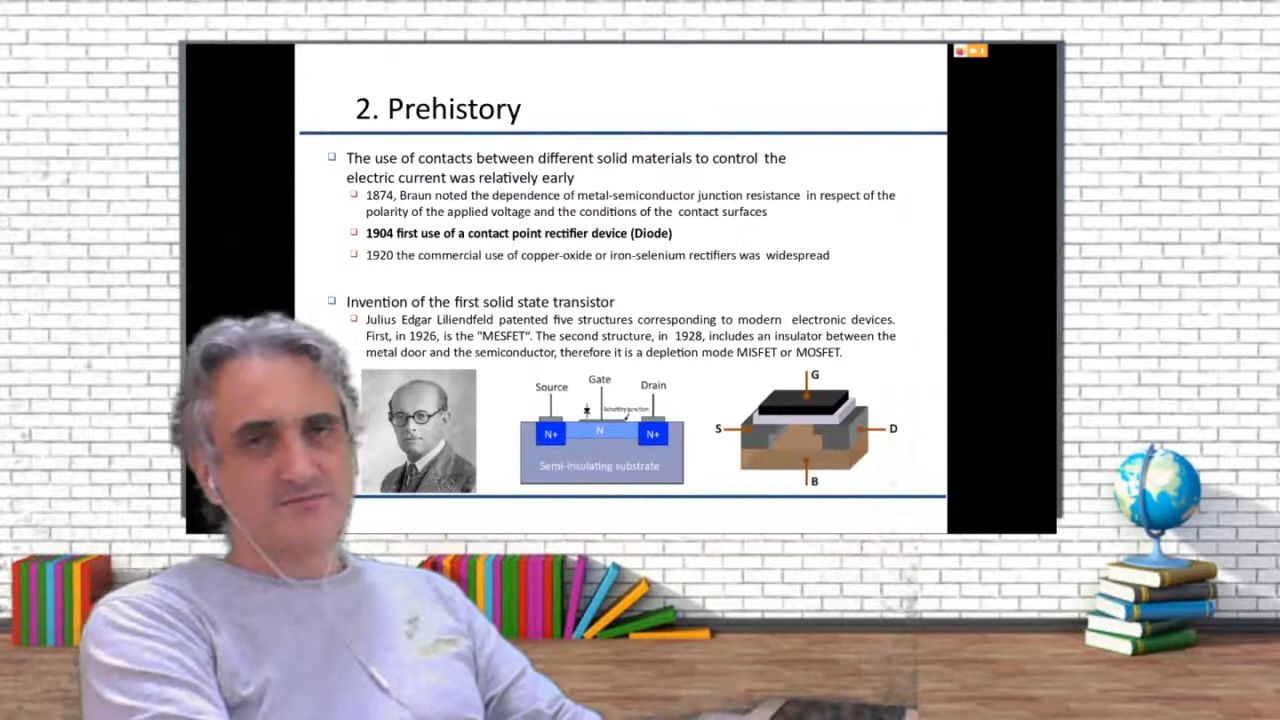 2. Prehistory
The use of contacts between different solid materials to control the
electric current was relatively early
1874, Braun noted the dependence of metal-semiconductor junction resistance in respect of the
polarity of the applied voltage and the conditions of the contact surfaces
1904 first use of a contact point rectifier device (Diode)
1920 the commercial use of copper-oxide or iron-selenium rectifiers was widespread
Invention of the first solid state transistor
Julius Edgar Liliendfeld patented five structures corresponding to modern electronic devices.
First, in 1926, is the "MESFET". The second structure, in 1928, includes an insulator between the
metal door and the semiconductor, therefore it is a depletion mode MISFET or MOSFET.
Source
Gate
Drain
Schottky junction
N+
N
N+
Semi-insulating substrate
G
S
D
B